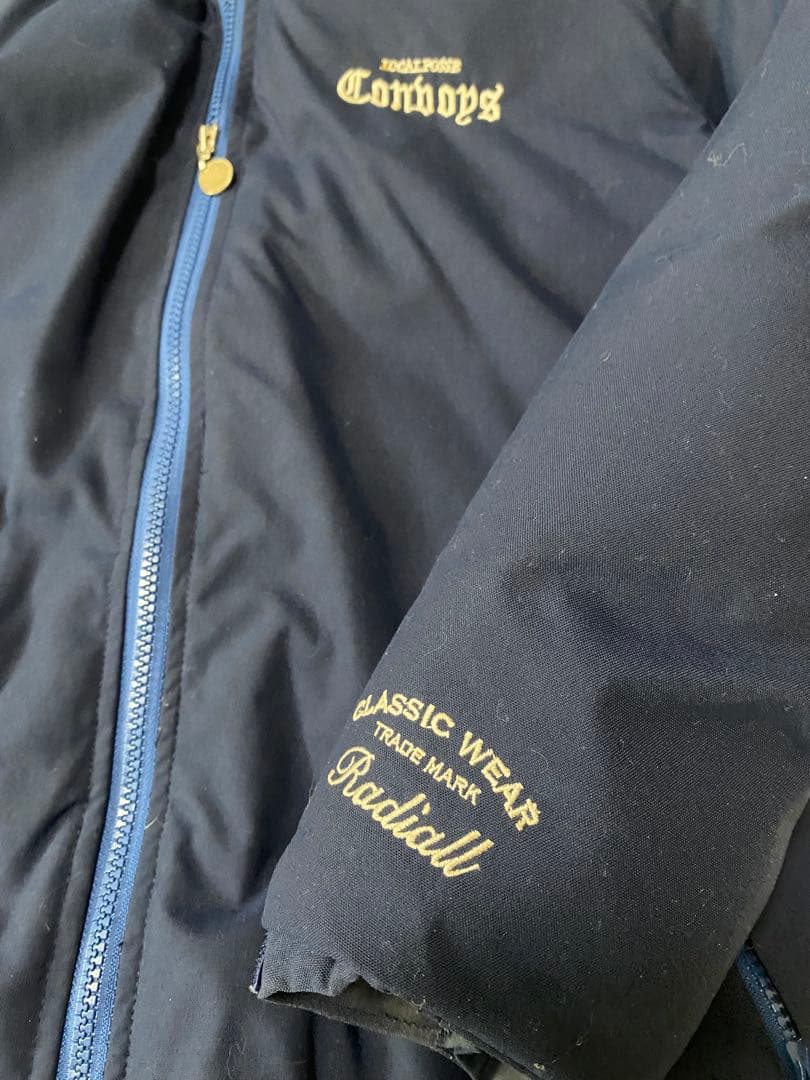 LOCALPOSSE
Convoys
CLASSIC WEAR
TRADE MARK
Radiall